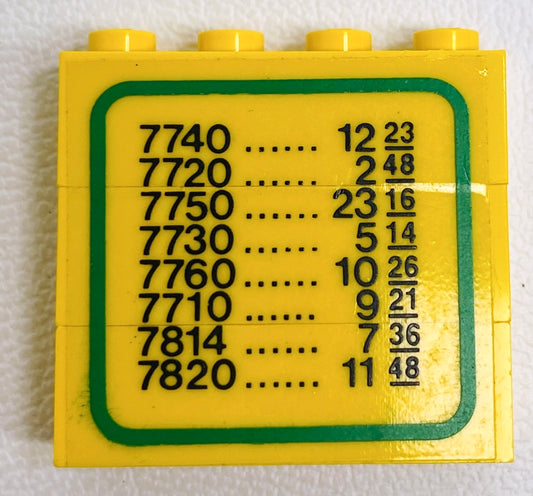 7740 ...... 12 23
7720 ...... 2 48
7750 ...... 23 16
7730 ...... 5 14
7760 ...... 10 26
7710 ...... 9 21
7814 ...... 7 36
7820 ...... 11 48